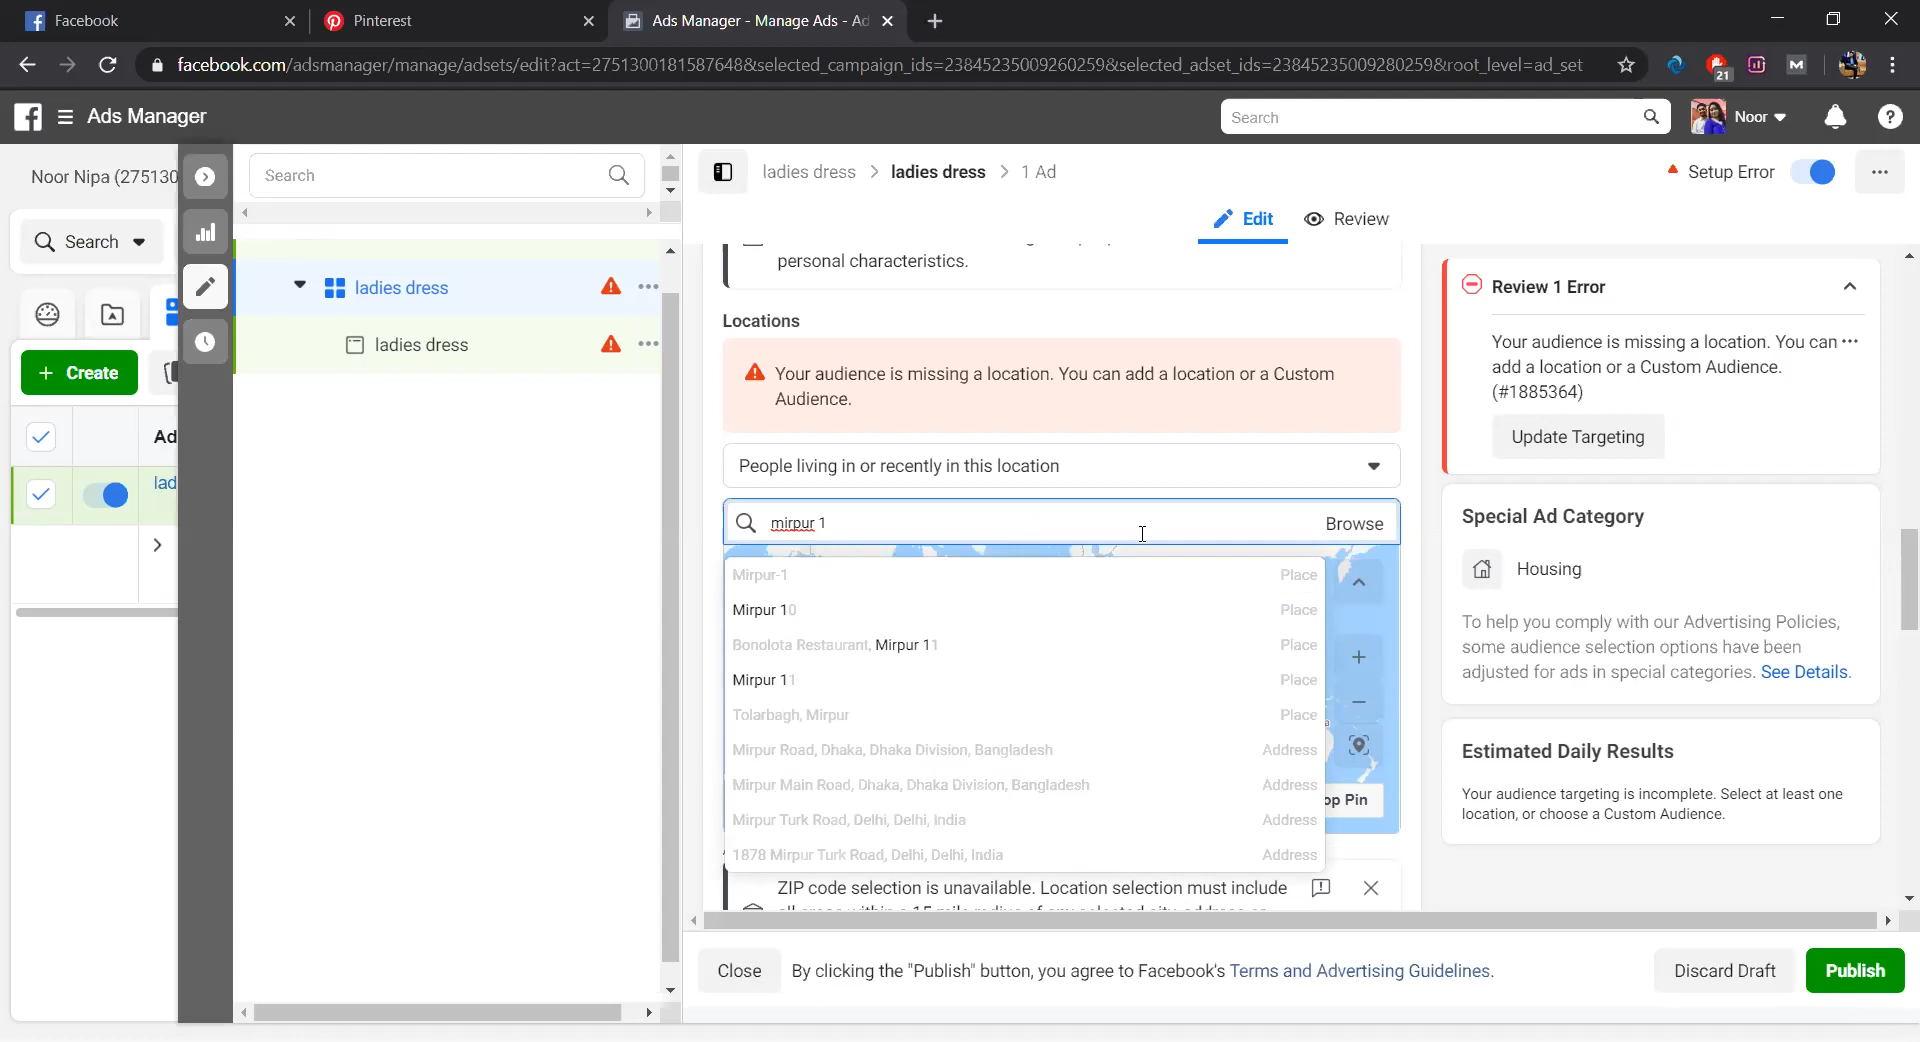 Facebook
Pinterest
Ads Manager - Manage Ads - Ad
facebook.com/adsmanager/manage/adsets/edit?act=2751300181587648&selected_campaign_ids=23845235009260259&selected_adset_ids=23845235009280259&root_level=ad_set
21
M
Ads Manager
Search
Noor
Noor Nipa (275130
Search
Search
Create
Ad
lad
ladies dress
ladies dress
ladies dress > ladies dress > 1 Ad
Setup Error
Edit
Review
personal characteristics.
Locations
Your audience is missing a location. You can add a location or a Custom
Audience.
People living in or recently in this location
mirpur 1
Browse
Mirpur-1 Place
Mirpur 10 Place
Bonolota Restaurant, Mirpur 11 Place
Mirpur 11 Place
Tolarbagh, Mirpur Place
Mirpur Road, Dhaka, Dhaka Division, Bangladesh Address
Mirpur Main Road, Dhaka, Dhaka Division, Bangladesh Address
Mirpur Turk Road, Delhi, Delhi, India Address
1878 Mirpur Turk Road, Delhi, Delhi, India Address
op Pin
ZIP code selection is unavailable. Location selection must include
Close
By clicking the "Publish" button, you agree to Facebook's Terms and Advertising Guidelines.
Discard Draft
Publish
Review 1 Error
Your audience is missing a location. You can
add a location or a Custom Audience.
(#1885364)
Update Targeting
Special Ad Category
Housing
To help you comply with our Advertising Policies,
some audience selection options have been
adjusted for ads in special categories. See Details.
Estimated Daily Results
Your audience targeting is incomplete. Select at least one
location, or choose a Custom Audience.